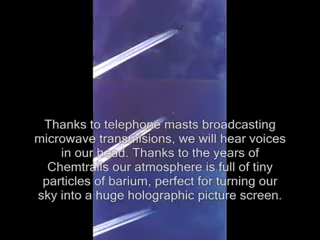 Thanks to telephone masts broadcasting
microwave transmisions, we will hear voices
in our head. Thanks to the years of
Chemtrails our atmosphere is full of tiny
particles of barium, perfect for turning our
sky into a huge holographic picture screen.